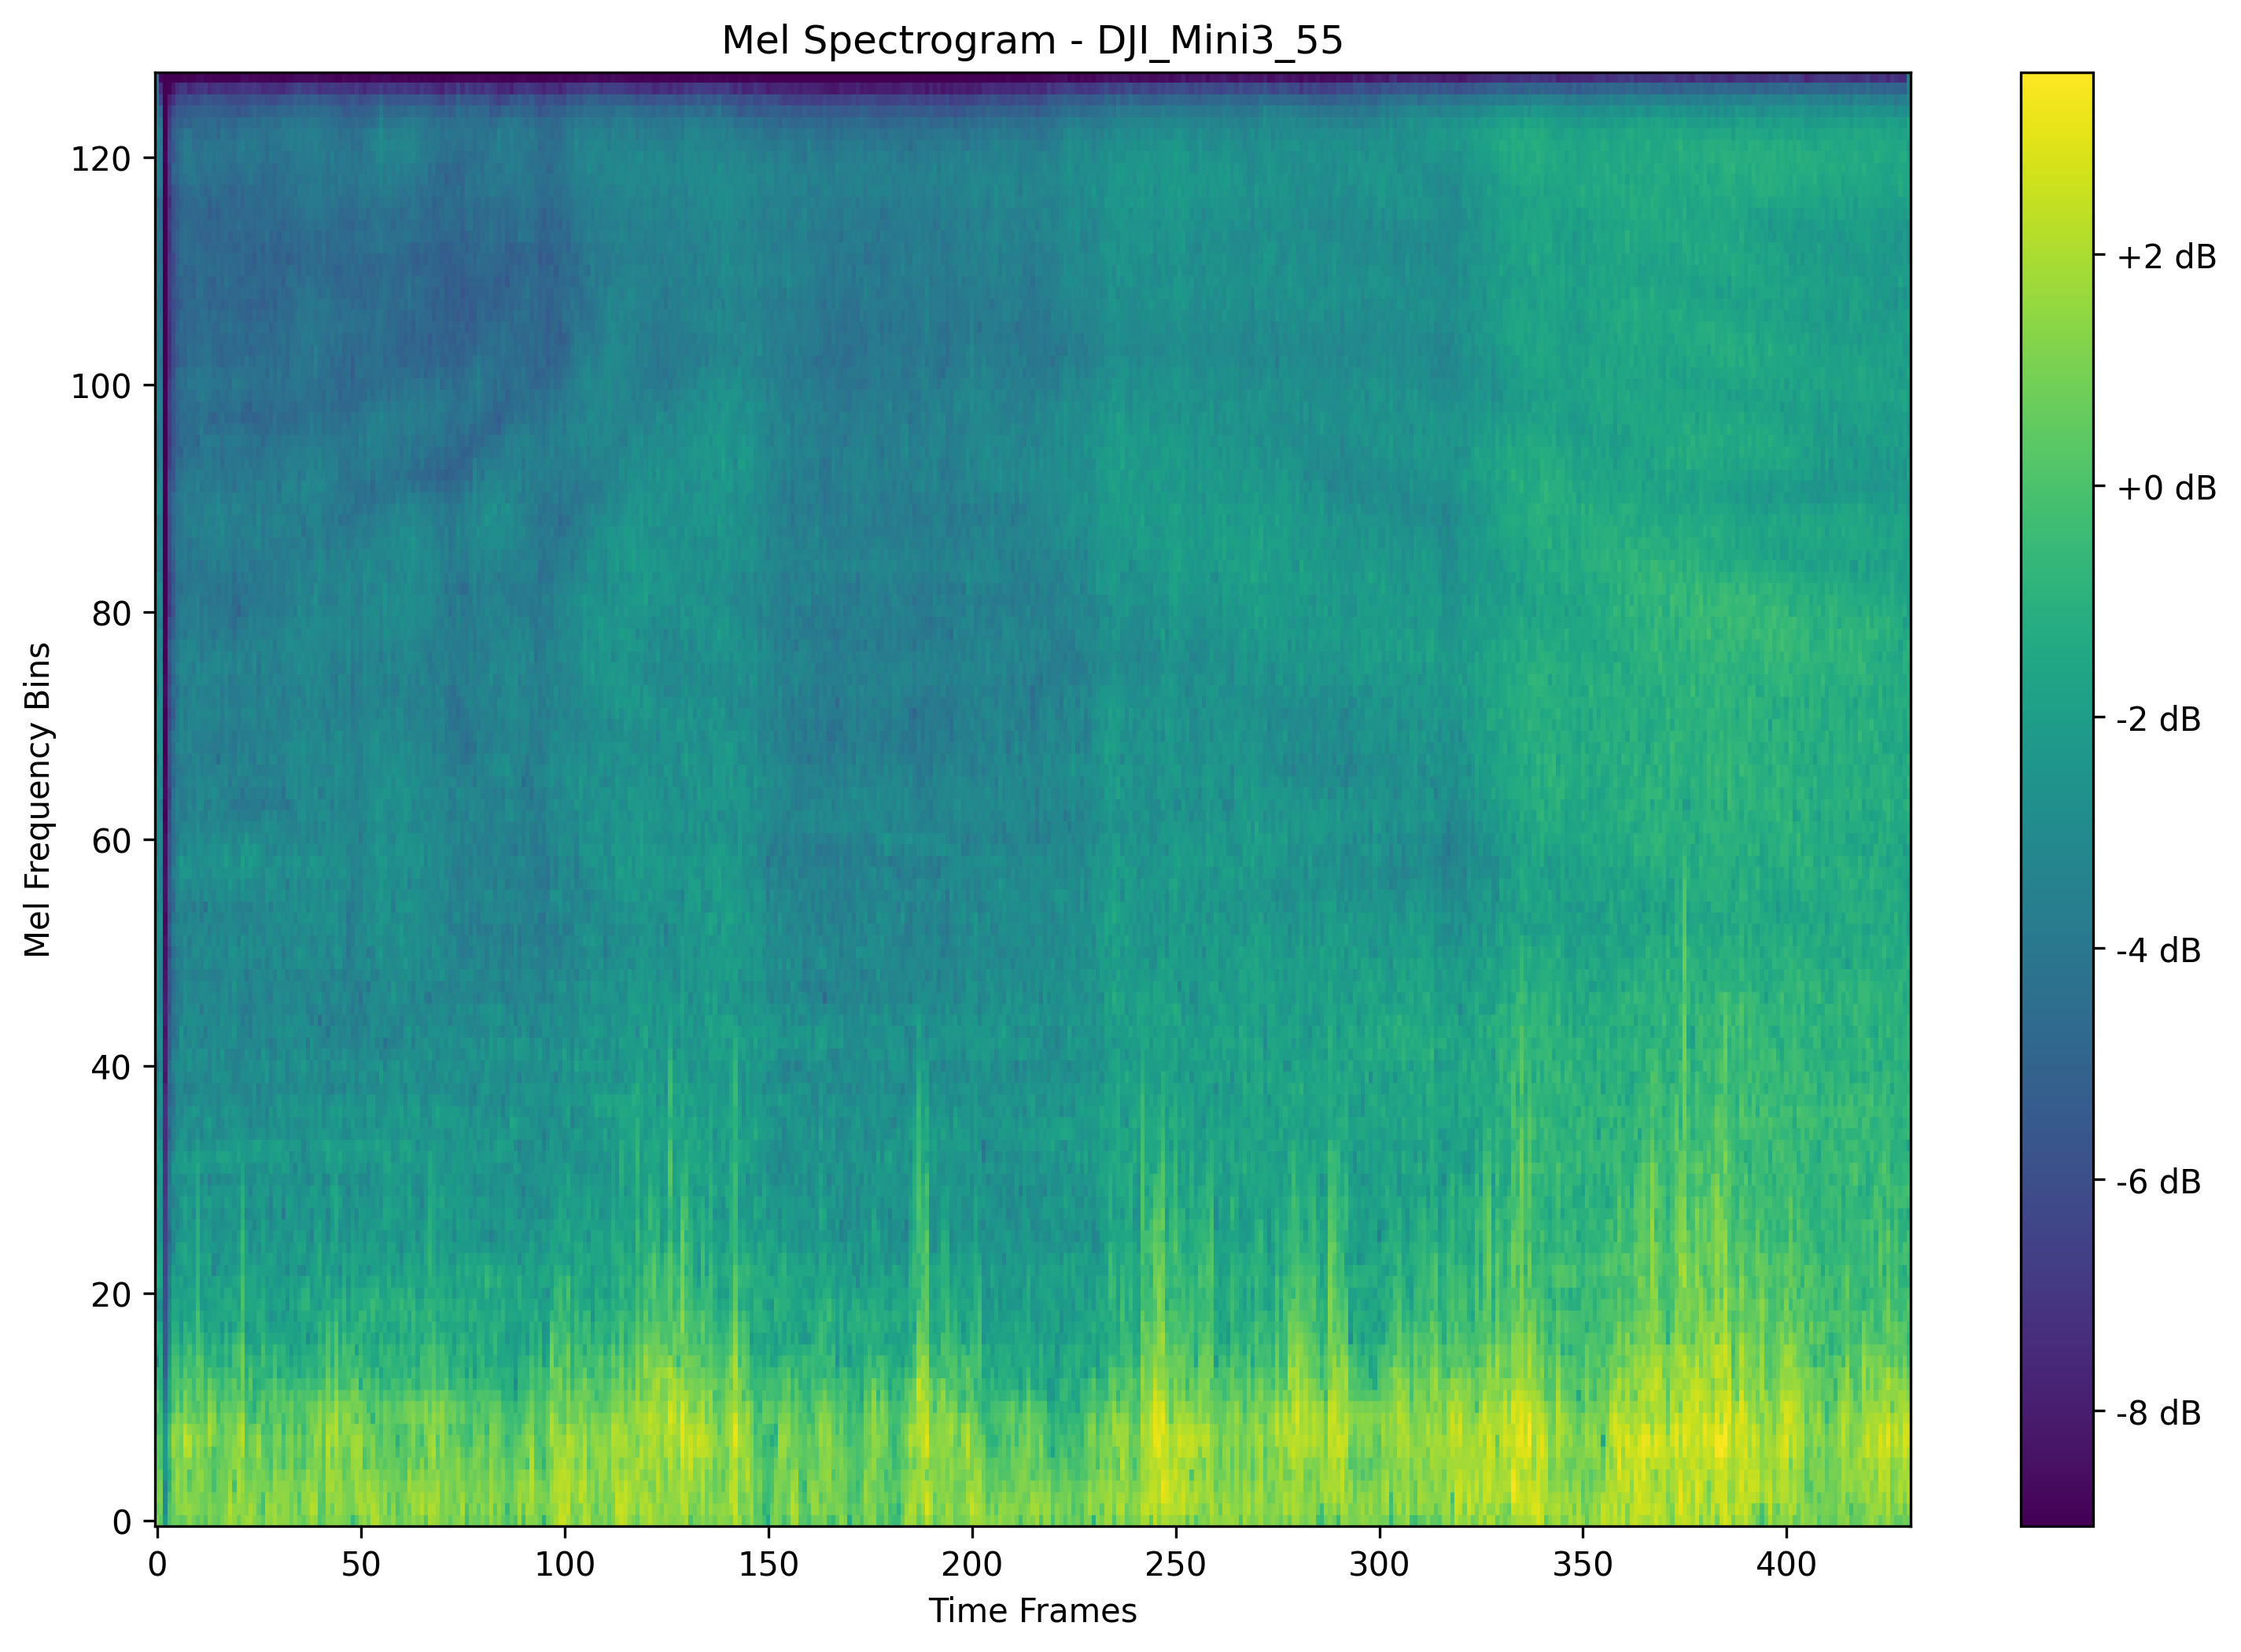 Mel Spectrogram - DJI_Mini3_55
120
100
80
60
40
20
0
Mel Frequency Bins
0 50 100 150 200 250 300 350 400
Time Frames
+2 dB
+0 dB
-2 dB
-4 dB
-6 dB
-8 dB